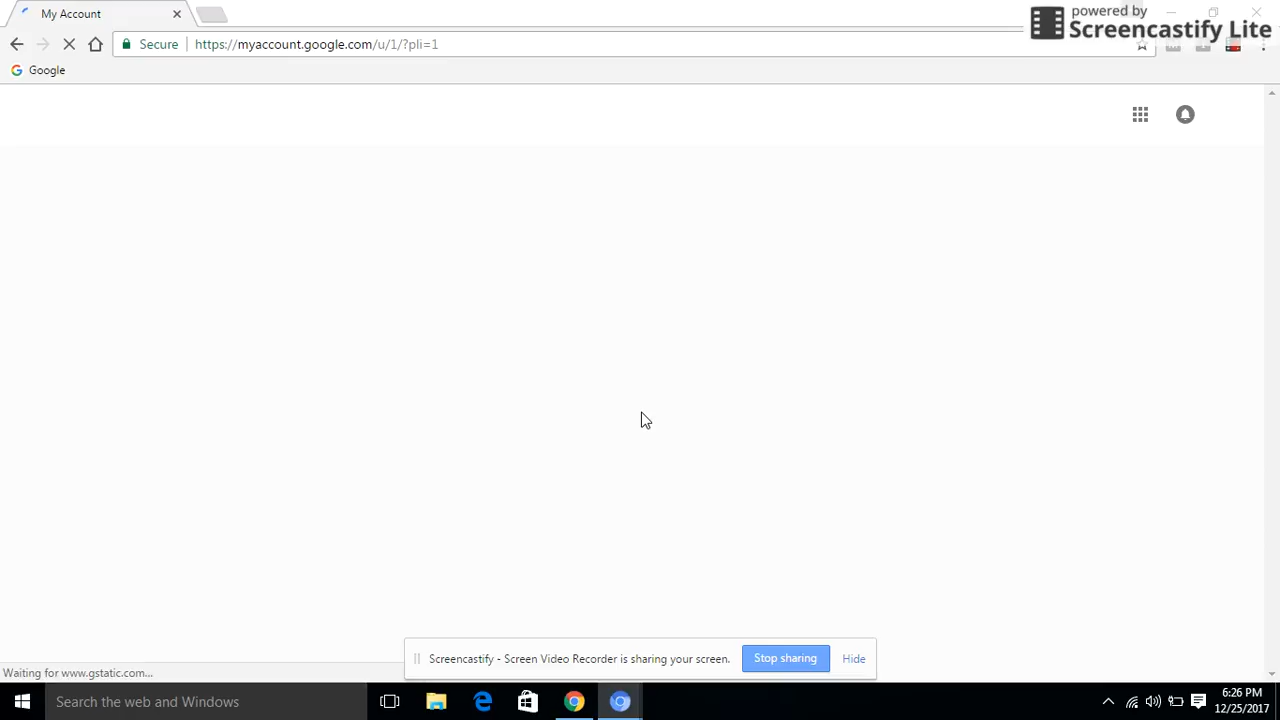 My Account
powered by
Screencastify Lite
Secure
https://myaccount.google.com/u/1/?pli=1
Google
Screencastify - Screen Video Recorder is sharing your screen.
Stop sharing
Hide
Waiting for www.gstatic.com...
Search the web and Windows
6:26 PM
12/25/2017